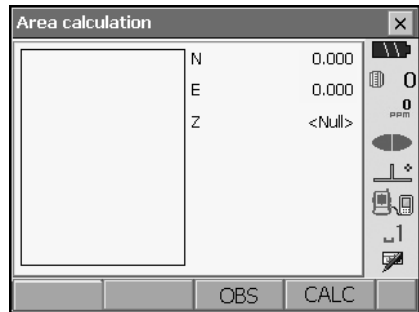 Area calculation
N 0.000
E 0.000
Z <Null>
0
0
PPM
1
OBS CALC